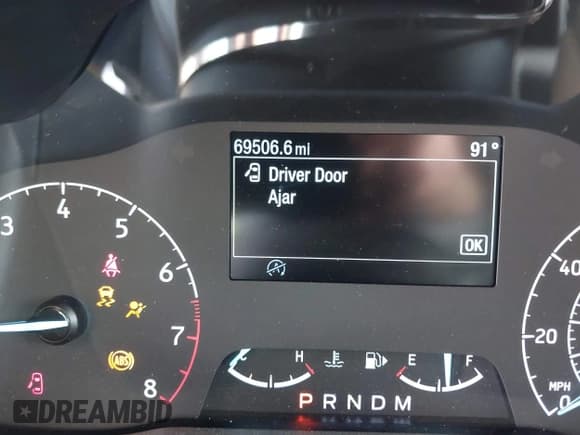 69506.6 mi 91°
Driver Door
Ajar
OK
3 4 5 6 7 8
ABS
H E F
P R N D M
40
20
MPH
0
DREAMBID